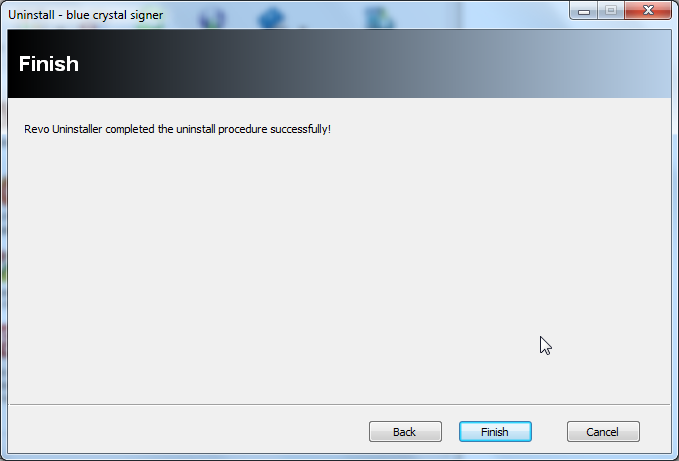 Uninstall - blue crystal signer
Finish
Revo Uninstaller completed the uninstall procedure successfully!
Back
Finish
Cancel